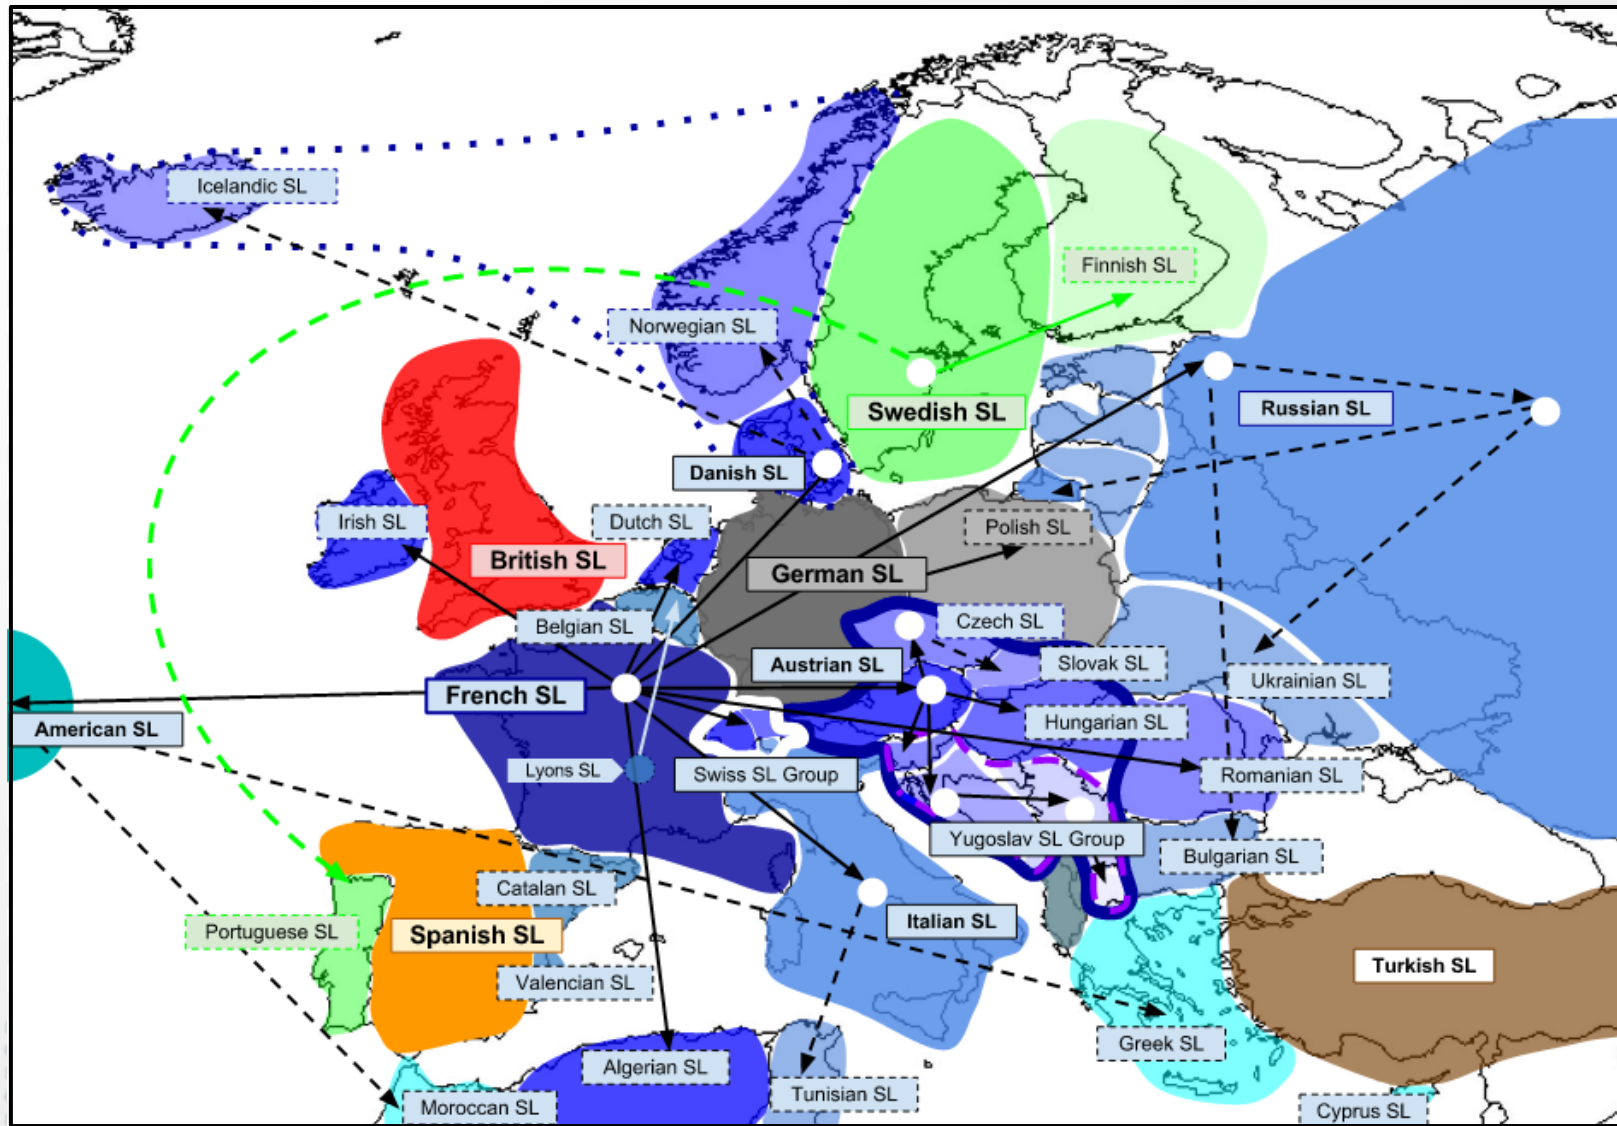 Icelandic SL
Finnish SL
Norwegian SL
Swedish SL
Russian SL
Danish SL
Irish SL
Dutch SL
Polish SL
British SL
German SL
Belgian SL
Czech SL
Austrian SL
Slovak SL
Ukrainian SL
French SL
American SL
Hungarian SL
Lyons SL
Swiss SL Group
Romanian SL
Yugoslav SL Group
Bulgarian SL
Catalan SL
Portuguese SL
Spanish SL
Italian SL
Turkish SL
Valencian SL
Greek SL
Algerian SL
Tunisian SL
Moroccan SL
Cyprus SL